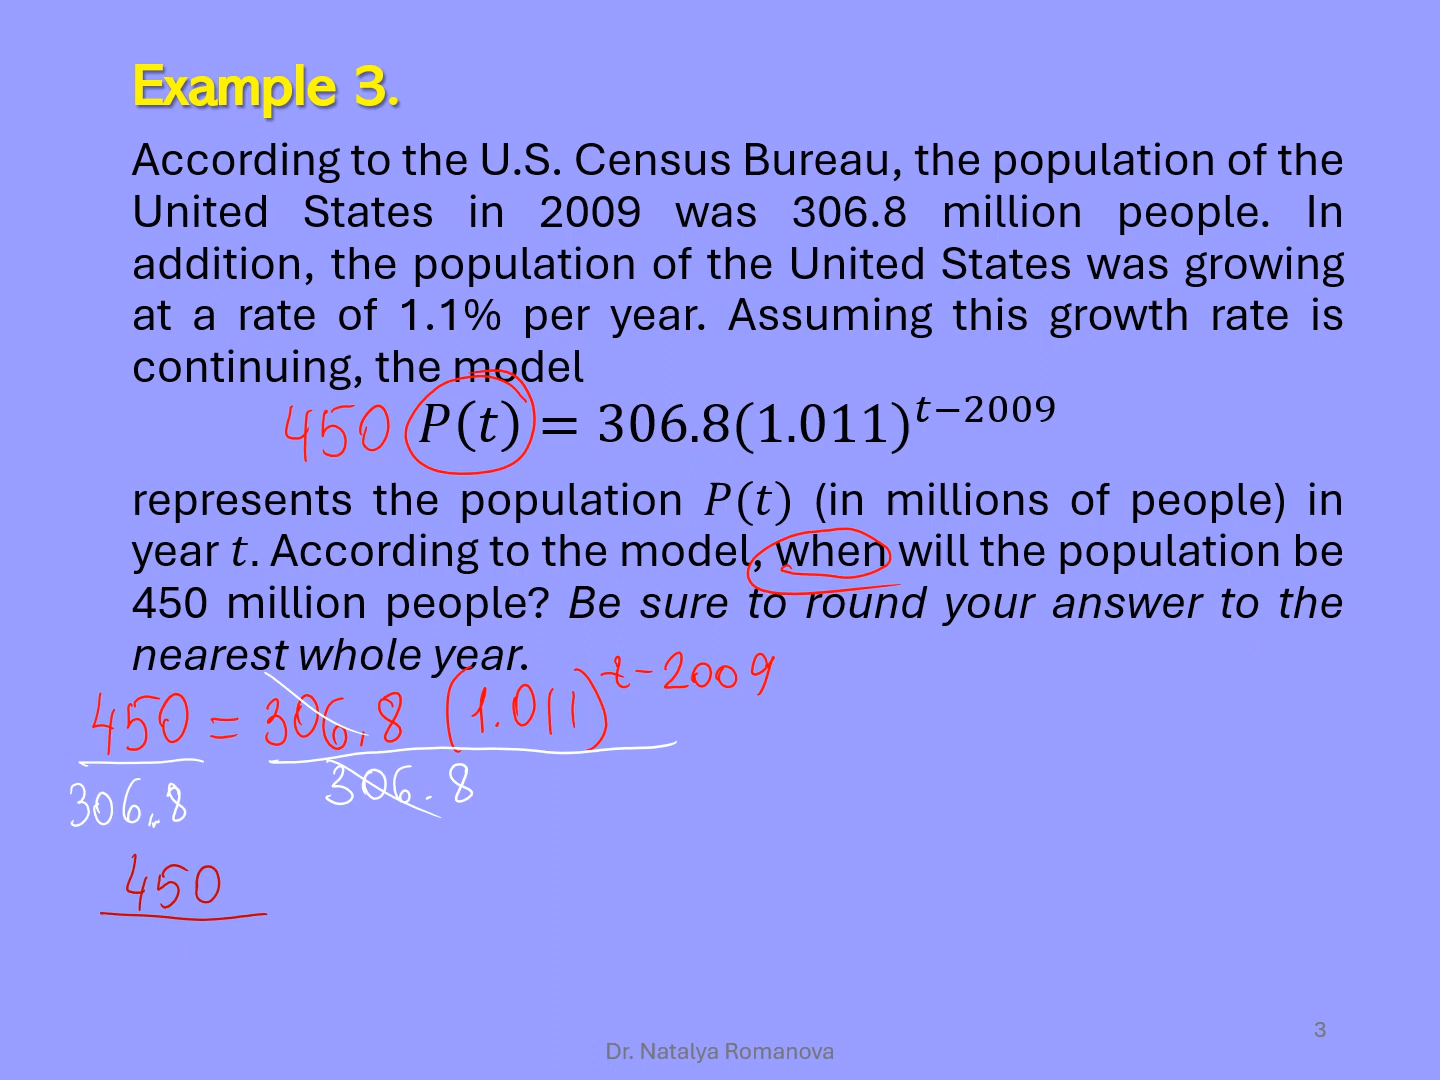 Example 3.
According to the U.S. Census Bureau, the population of the
United States in 2009 was 306.8 million people. In
addition, the population of the United States was growing
at a rate of 1.1% per year. Assuming this growth rate is
continuing, the model
450 P(t) = 306.8(1.011)^{t−2009}
represents the population P(t) (in millions of people) in
year t. According to the model, when will the population be
450 million people? Be sure to round your answer to the
nearest whole year.
450 = 306.8 (1.011)^{t-2009}
306.8 306.8
450
3
Dr. Natalya Romanova